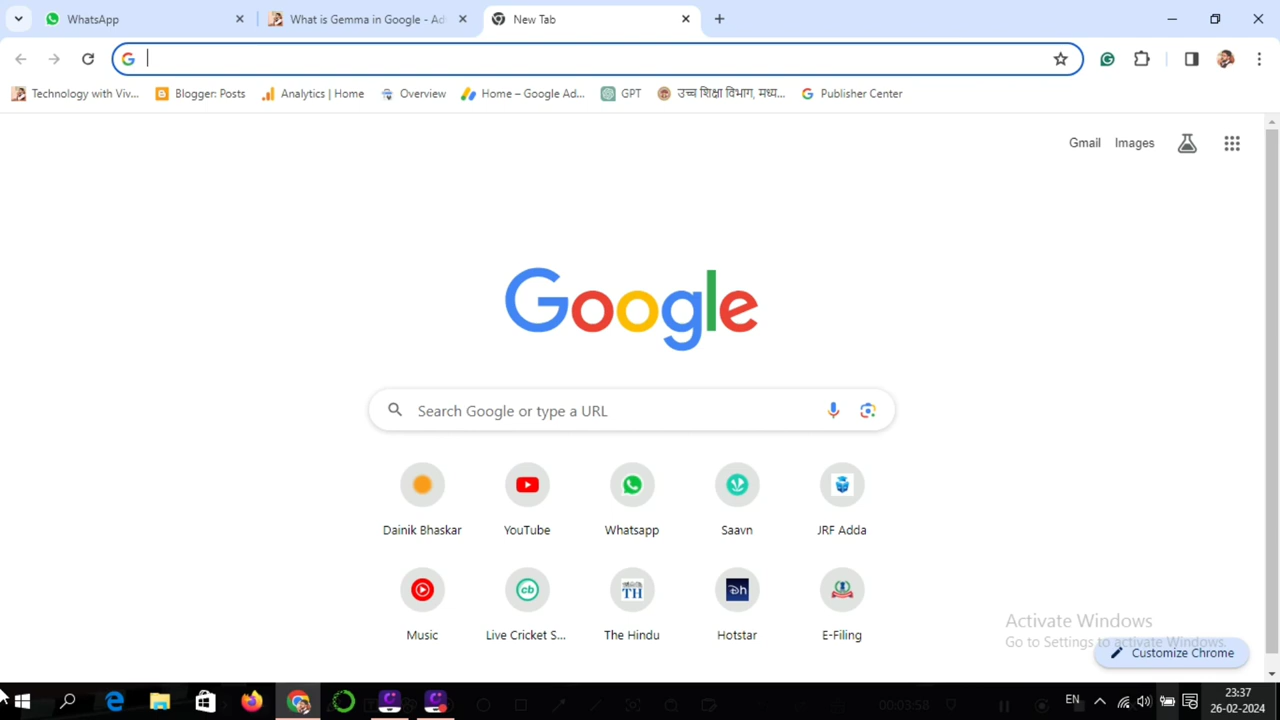 WhatsApp
What is Gemma in Google - Ad
New Tab
Technology with Viv...
Blogger: Posts
Analytics | Home
Overview
Home – Google Ad...
GPT
उच्च शिक्षा विभाग, मध्य...
Publisher Center
Gmail
Images
Google
Search Google or type a URL
Dainik Bhaskar
YouTube
Whatsapp
Saavn
JRF Adda
Music
Live Cricket S...
The Hindu
Hotstar
E-Filing
Activate Windows
Go to Settings to activate Windows.
Customize Chrome
EN
23:37
26-02-2024
00:03:58